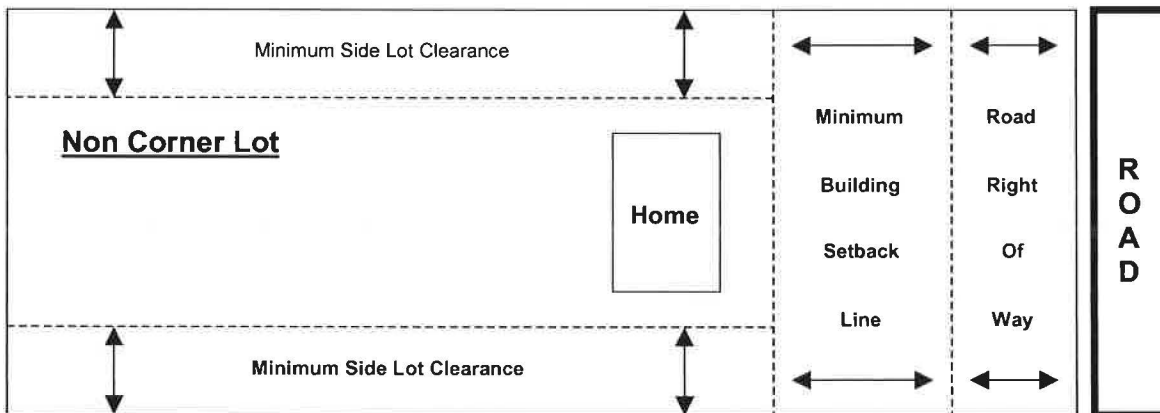 Minimum Side Lot Clearance
Non Corner Lot
Home
Minimum Side Lot Clearance
Minimum
Building
Setback
Line
Road
Right
Of
Way
ROAD